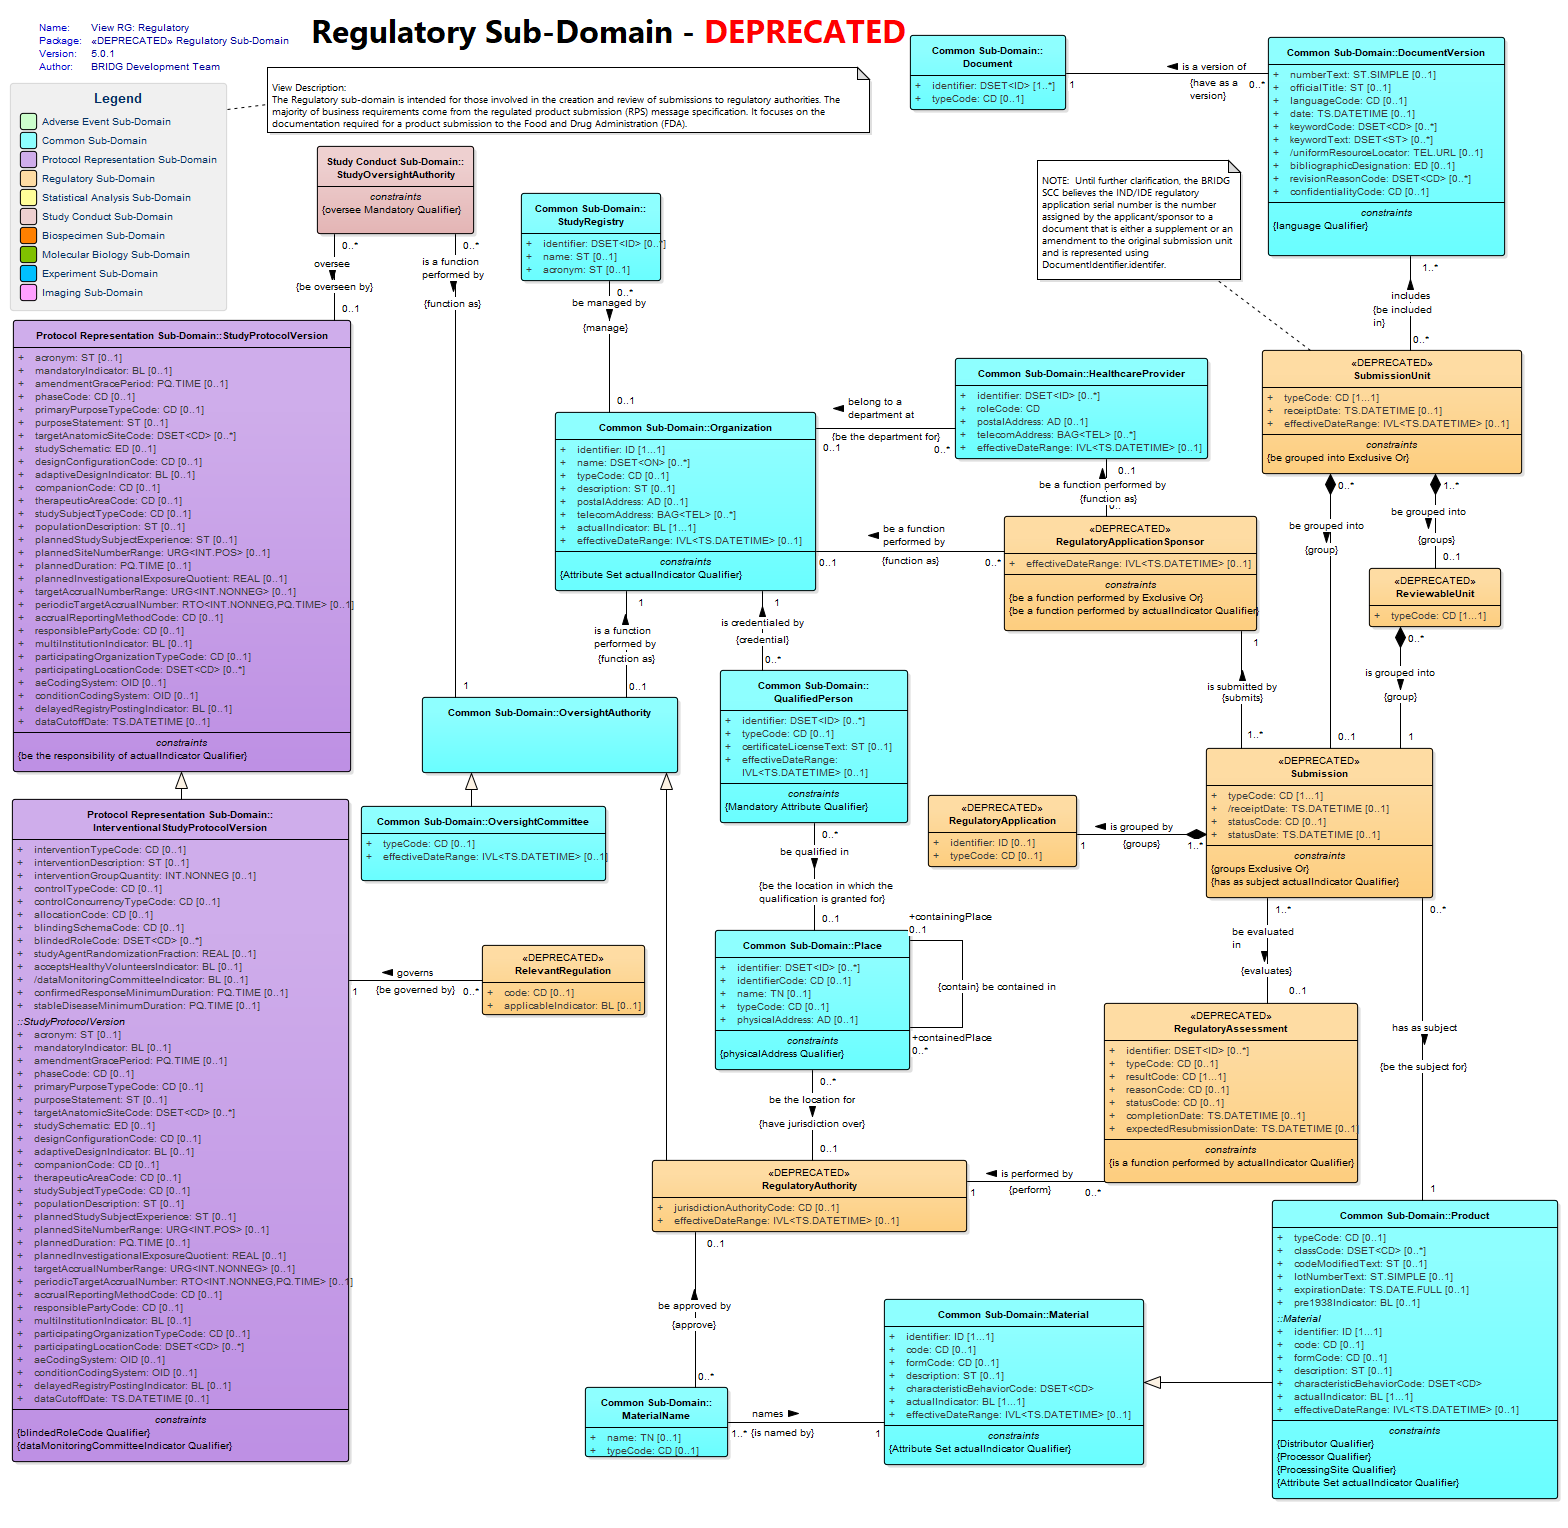 Regulatory Sub-Domain - DEPRECATED
Name: View RG: Regulatory
Package: «DEPRECATED» Regulatory Sub-Domain
Version: 5.0.1
Author: BRIDG Development Team
Legend
Adverse Event Sub-Domain
Common Sub-Domain
Protocol Representation Sub-Domain
Regulatory Sub-Domain
Statistical Analysis Sub-Domain
Study Conduct Sub-Domain
Biospecimen Sub-Domain
Molecular Biology Sub-Domain
Experiment Sub-Domain
Imaging Sub-Domain
View Description:
The Regulatory sub-domain is intended for those involved in the creation and review of submissions to regulatory authorities. The
majority of business requirements come from the regulated product submission (RPS) message specification. It focuses on the
documentation required for a product submission to the Food and Drug Administration (FDA).
Common Sub-Domain::
Document
+ identifier: DSET<ID> [1..*]
+ typeCode: CD [0..1]
is a version of
{have as a
version}
1
0..*
Common Sub-Domain::DocumentVersion
+ numberText: ST.SIMPLE [0..1]
+ officialTitle: ST [0..1]
+ languageCode: CD [0..1]
+ date: TS.DATETIME [0..1]
+ keywordCode: DSET<CD> [0..*]
+ keywordText: DSET<ST> [0..*]
+ /uniformResourceLocator: TEL.URL [0..1]
+ bibliographicDesignation: ED [0..1]
+ revisionReasonCode: DSET<CD> [0..*]
+ confidentialityCode: CD [0..1]
constraints
{language Qualifier}
NOTE: Until further clarification, the BRIDG
SCC believes the IND/IDE regulatory
application serial number is the number
assigned by the applicant/sponsor to a
document that is either a supplement or an
amendment to the original submission unit
and is represented using
DocumentIdentifier.identifer.
1..*
includes
{be included
in}
0..*
Study Conduct Sub-Domain::
StudyOversightAuthority
constraints
{oversee Mandatory Qualifier}
0..*
oversee
{be overseen by}
0..1
0..*
is a function
performed by
{function as}
1
Common Sub-Domain::
StudyRegistry
+ identifier: DSET<ID> [0..*]
+ name: ST [0..1]
+ acronym: ST [0..1]
0..*
be managed by
{manage}
0..1
Protocol Representation Sub-Domain::StudyProtocolVersion
+ acronym: ST [0..1]
+ mandatoryIndicator: BL [0..1]
+ amendmentGracePeriod: PQ.TIME [0..1]
+ phaseCode: CD [0..1]
+ primaryPurposeTypeCode: CD [0..1]
+ purposeStatement: ST [0..1]
+ targetAnatomicSiteCode: DSET<CD> [0..*]
+ studySchematic: ED [0..1]
+ designConfigurationCode: CD [0..1]
+ adaptiveDesignIndicator: BL [0..1]
+ companionCode: CD [0..1]
+ therapeuticAreaCode: CD [0..1]
+ studySubjectTypeCode: CD [0..1]
+ populationDescription: ST [0..1]
+ plannedStudySubjectExperience: ST [0..1]
+ plannedSiteNumberRange: URG<INT.POS> [0..1]
+ plannedDuration: PQ.TIME [0..1]
+ plannedInvestigationalExposureQuotient: REAL [0..1]
+ targetAccrualNumberRange: URG<INT.NONNEG> [0..1]
+ periodicTargetAccrualNumber: RTO<INT.NONNEG,PQ.TIME> [0..1]
+ accrualReportingMethodCode: CD [0..1]
+ responsiblePartyCode: CD [0..1]
+ multiInstitutionIndicator: BL [0..1]
+ participatingOrganizationTypeCode: CD [0..1]
+ participatingLocationCode: DSET<CD> [0..*]
+ aeCodingSystem: OID [0..1]
+ conditionCodingSystem: OID [0..1]
+ delayedRegistryPostingIndicator: BL [0..1]
+ dataCutoffDate: TS.DATETIME [0..1]
constraints
{be the responsibility of actualIndicator Qualifier}
Common Sub-Domain::Organization
+ identifier: ID [1..1]
+ name: DSET<ON> [0..*]
+ typeCode: CD [0..1]
+ description: ST [0..1]
+ postalAddress: AD [0..1]
+ telecomAddress: BAG<TEL> [0..*]
+ actualIndicator: BL [1..1]
+ effectiveDateRange: IVL<TS.DATETIME> [0..1]
constraints
{Attribute Set actualIndicator Qualifier}
belong to a
department at
{be the department for}
0..1
0..*
Common Sub-Domain::HealthcareProvider
+ identifier: DSET<ID> [0..*]
+ roleCode: CD
+ postalAddress: AD [0..1]
+ telecomAddress: BAG<TEL> [0..*]
+ effectiveDateRange: IVL<TS.DATETIME> [0..1]
0..1
be a function performed by
{function as}
0..
be a function
performed by
{function as}
0..1
0..*
«DEPRECATED»
RegulatoryApplicationSponsor
+ effectiveDateRange: IVL<TS.DATETIME> [0..1]
constraints
{be a function performed by Exclusive Or}
{be a function performed by actualIndicator Qualifier}
1
is submitted by
{submits}
1..*
«DEPRECATED»
SubmissionUnit
+ typeCode: CD [1..1]
+ receiptDate: TS.DATETIME [0..1]
+ effectiveDateRange: IVL<TS.DATETIME> [0..1]
constraints
{be grouped into Exclusive Or}
0..*
be grouped into
{group}
0..1
1..*
be grouped into
{groups}
0..1
«DEPRECATED»
ReviewableUnit
+ typeCode: CD [1..1]
0..*
is grouped into
{group}
1
1
is a function
performed by
{function as}
0..1
1
is credentialed by
{credential}
0..*
Common Sub-Domain::OversightAuthority
Common Sub-Domain::OversightCommittee
+ typeCode: CD [0..1]
+ effectiveDateRange: IVL<TS.DATETIME> [0..1]
Common Sub-Domain::
QualifiedPerson
+ identifier: DSET<ID> [0..*]
+ typeCode: CD [0..1]
+ certificateLicenseText: ST [0..1]
+ effectiveDateRange:
IVL<TS.DATETIME> [0..1]
constraints
{Mandatory Attribute Qualifier}
0..*
be qualified in
{be the location in which the
qualification is granted for}
0..1
«DEPRECATED»
RegulatoryApplication
+ identifier: ID [0..1]
+ typeCode: CD [0..1]
is grouped by
{groups}
1
1..*
«DEPRECATED»
Submission
+ typeCode: CD [1..1]
+ /receiptDate: TS.DATETIME [0..1]
+ statusCode: CD [0..1]
+ statusDate: TS.DATETIME [0..1]
constraints
{groups Exclusive Or}
{has as subject actualIndicator Qualifier}
1..*
be evaluated
in
{evaluates}
0..1
0..*
has as subject
{be the subject for}
1
Protocol Representation Sub-Domain::
InterventionalStudyProtocolVersion
+ interventionTypeCode: CD [0..1]
+ interventionDescription: ST [0..1]
+ interventionGroupQuantity: INT.NONNEG [0..1]
+ controlTypeCode: CD [0..1]
+ controlConcurrencyTypeCode: CD [0..1]
+ allocationCode: CD [0..1]
+ blindingSchemaCode: CD [0..1]
+ blindedRoleCode: DSET<CD> [0..*]
+ studyAgentRandomizationFraction: REAL [0..1]
+ acceptsHealthyVolunteersIndicator: BL [0..1]
+ /dataMonitoringCommitteeIndicator: BL [0..1]
+ confirmedResponseMinimumDuration: PQ.TIME [0..1]
+ stableDiseaseMinimumDuration: PQ.TIME [0..1]
::StudyProtocolVersion
+ acronym: ST [0..1]
+ mandatoryIndicator: BL [0..1]
+ amendmentGracePeriod: PQ.TIME [0..1]
+ phaseCode: CD [0..1]
+ primaryPurposeTypeCode: CD [0..1]
+ purposeStatement: ST [0..1]
+ targetAnatomicSiteCode: DSET<CD> [0..*]
+ studySchematic: ED [0..1]
+ designConfigurationCode: CD [0..1]
+ adaptiveDesignIndicator: BL [0..1]
+ companionCode: CD [0..1]
+ therapeuticAreaCode: CD [0..1]
+ studySubjectTypeCode: CD [0..1]
+ populationDescription: ST [0..1]
+ plannedStudySubjectExperience: ST [0..1]
+ plannedSiteNumberRange: URG<INT.POS> [0..1]
+ plannedDuration: PQ.TIME [0..1]
+ plannedInvestigationalExposureQuotient: REAL [0..1]
+ targetAccrualNumberRange: URG<INT.NONNEG> [0..1]
+ periodicTargetAccrualNumber: RTO<INT.NONNEG,PQ.TIME> [0..1]
+ accrualReportingMethodCode: CD [0..1]
+ responsiblePartyCode: CD [0..1]
+ multiInstitutionIndicator: BL [0..1]
+ participatingOrganizationTypeCode: CD [0..1]
+ participatingLocationCode: DSET<CD> [0..*]
+ aeCodingSystem: OID [0..1]
+ conditionCodingSystem: OID [0..1]
+ delayedRegistryPostingIndicator: BL [0..1]
+ dataCutoffDate: TS.DATETIME [0..1]
constraints
{blindedRoleCode Qualifier}
{dataMonitoringCommitteeIndicator Qualifier}
governs
{be governed by}
1
0..*
«DEPRECATED»
RelevantRegulation
+ code: CD [0..1]
+ applicableIndicator: BL [0..1]
Common Sub-Domain::Place
+ identifier: DSET<ID> [0..*]
+ identifierCode: CD [0..1]
+ name: TN [0..1]
+ typeCode: CD [0..1]
+ physicalAddress: AD [0..1]
constraints
{physicalAddress Qualifier}
+containingPlace
0..1
{contain} be contained in
+containedPlace
0..*
0..*
be the location for
{have jurisdiction over}
0..1
«DEPRECATED»
RegulatoryAssessment
+ identifier: DSET<ID> [0..*]
+ typeCode: CD [0..1]
+ resultCode: CD [1..1]
+ reasonCode: CD [0..1]
+ statusCode: CD [0..1]
+ completionDate: TS.DATETIME [0..1]
+ expectedResubmissionDate: TS.DATETIME [0..1]
constraints
{is a function performed by actualIndicator Qualifier}
is performed by
{perform}
1
0..*
«DEPRECATED»
RegulatoryAuthority
+ jurisdictionAuthorityCode: CD [0..1]
+ effectiveDateRange: IVL<TS.DATETIME> [0..1]
0..1
be approved by
{approve}
0..*
Common Sub-Domain::
MaterialName
+ name: TN [0..1]
+ typeCode: CD [0..1]
names
1..* {is named by}
1
Common Sub-Domain::Material
+ identifier: ID [1..1]
+ code: CD [0..1]
+ formCode: CD [0..1]
+ description: ST [0..1]
+ characteristicBehaviorCode: DSET<CD>
+ actualIndicator: BL [1..1]
+ effectiveDateRange: IVL<TS.DATETIME> [0..1]
constraints
{Attribute Set actualIndicator Qualifier}
Common Sub-Domain::Product
+ typeCode: CD [0..1]
+ classCode: DSET<CD> [0..*]
+ codeModifiedText: ST [0..1]
+ lotNumberText: ST.SIMPLE [0..1]
+ expirationDate: TS.DATE.FULL [0..1]
+ pre1938Indicator: BL [0..1]
::Material
+ identifier: ID [1..1]
+ code: CD [0..1]
+ formCode: CD [0..1]
+ description: ST [0..1]
+ characteristicBehaviorCode: DSET<CD>
+ actualIndicator: BL [1..1]
+ effectiveDateRange: IVL<TS.DATETIME> [0..1]
constraints
{Distributor Qualifier}
{Processor Qualifier}
{ProcessingSite Qualifier}
{Attribute Set actualIndicator Qualifier}